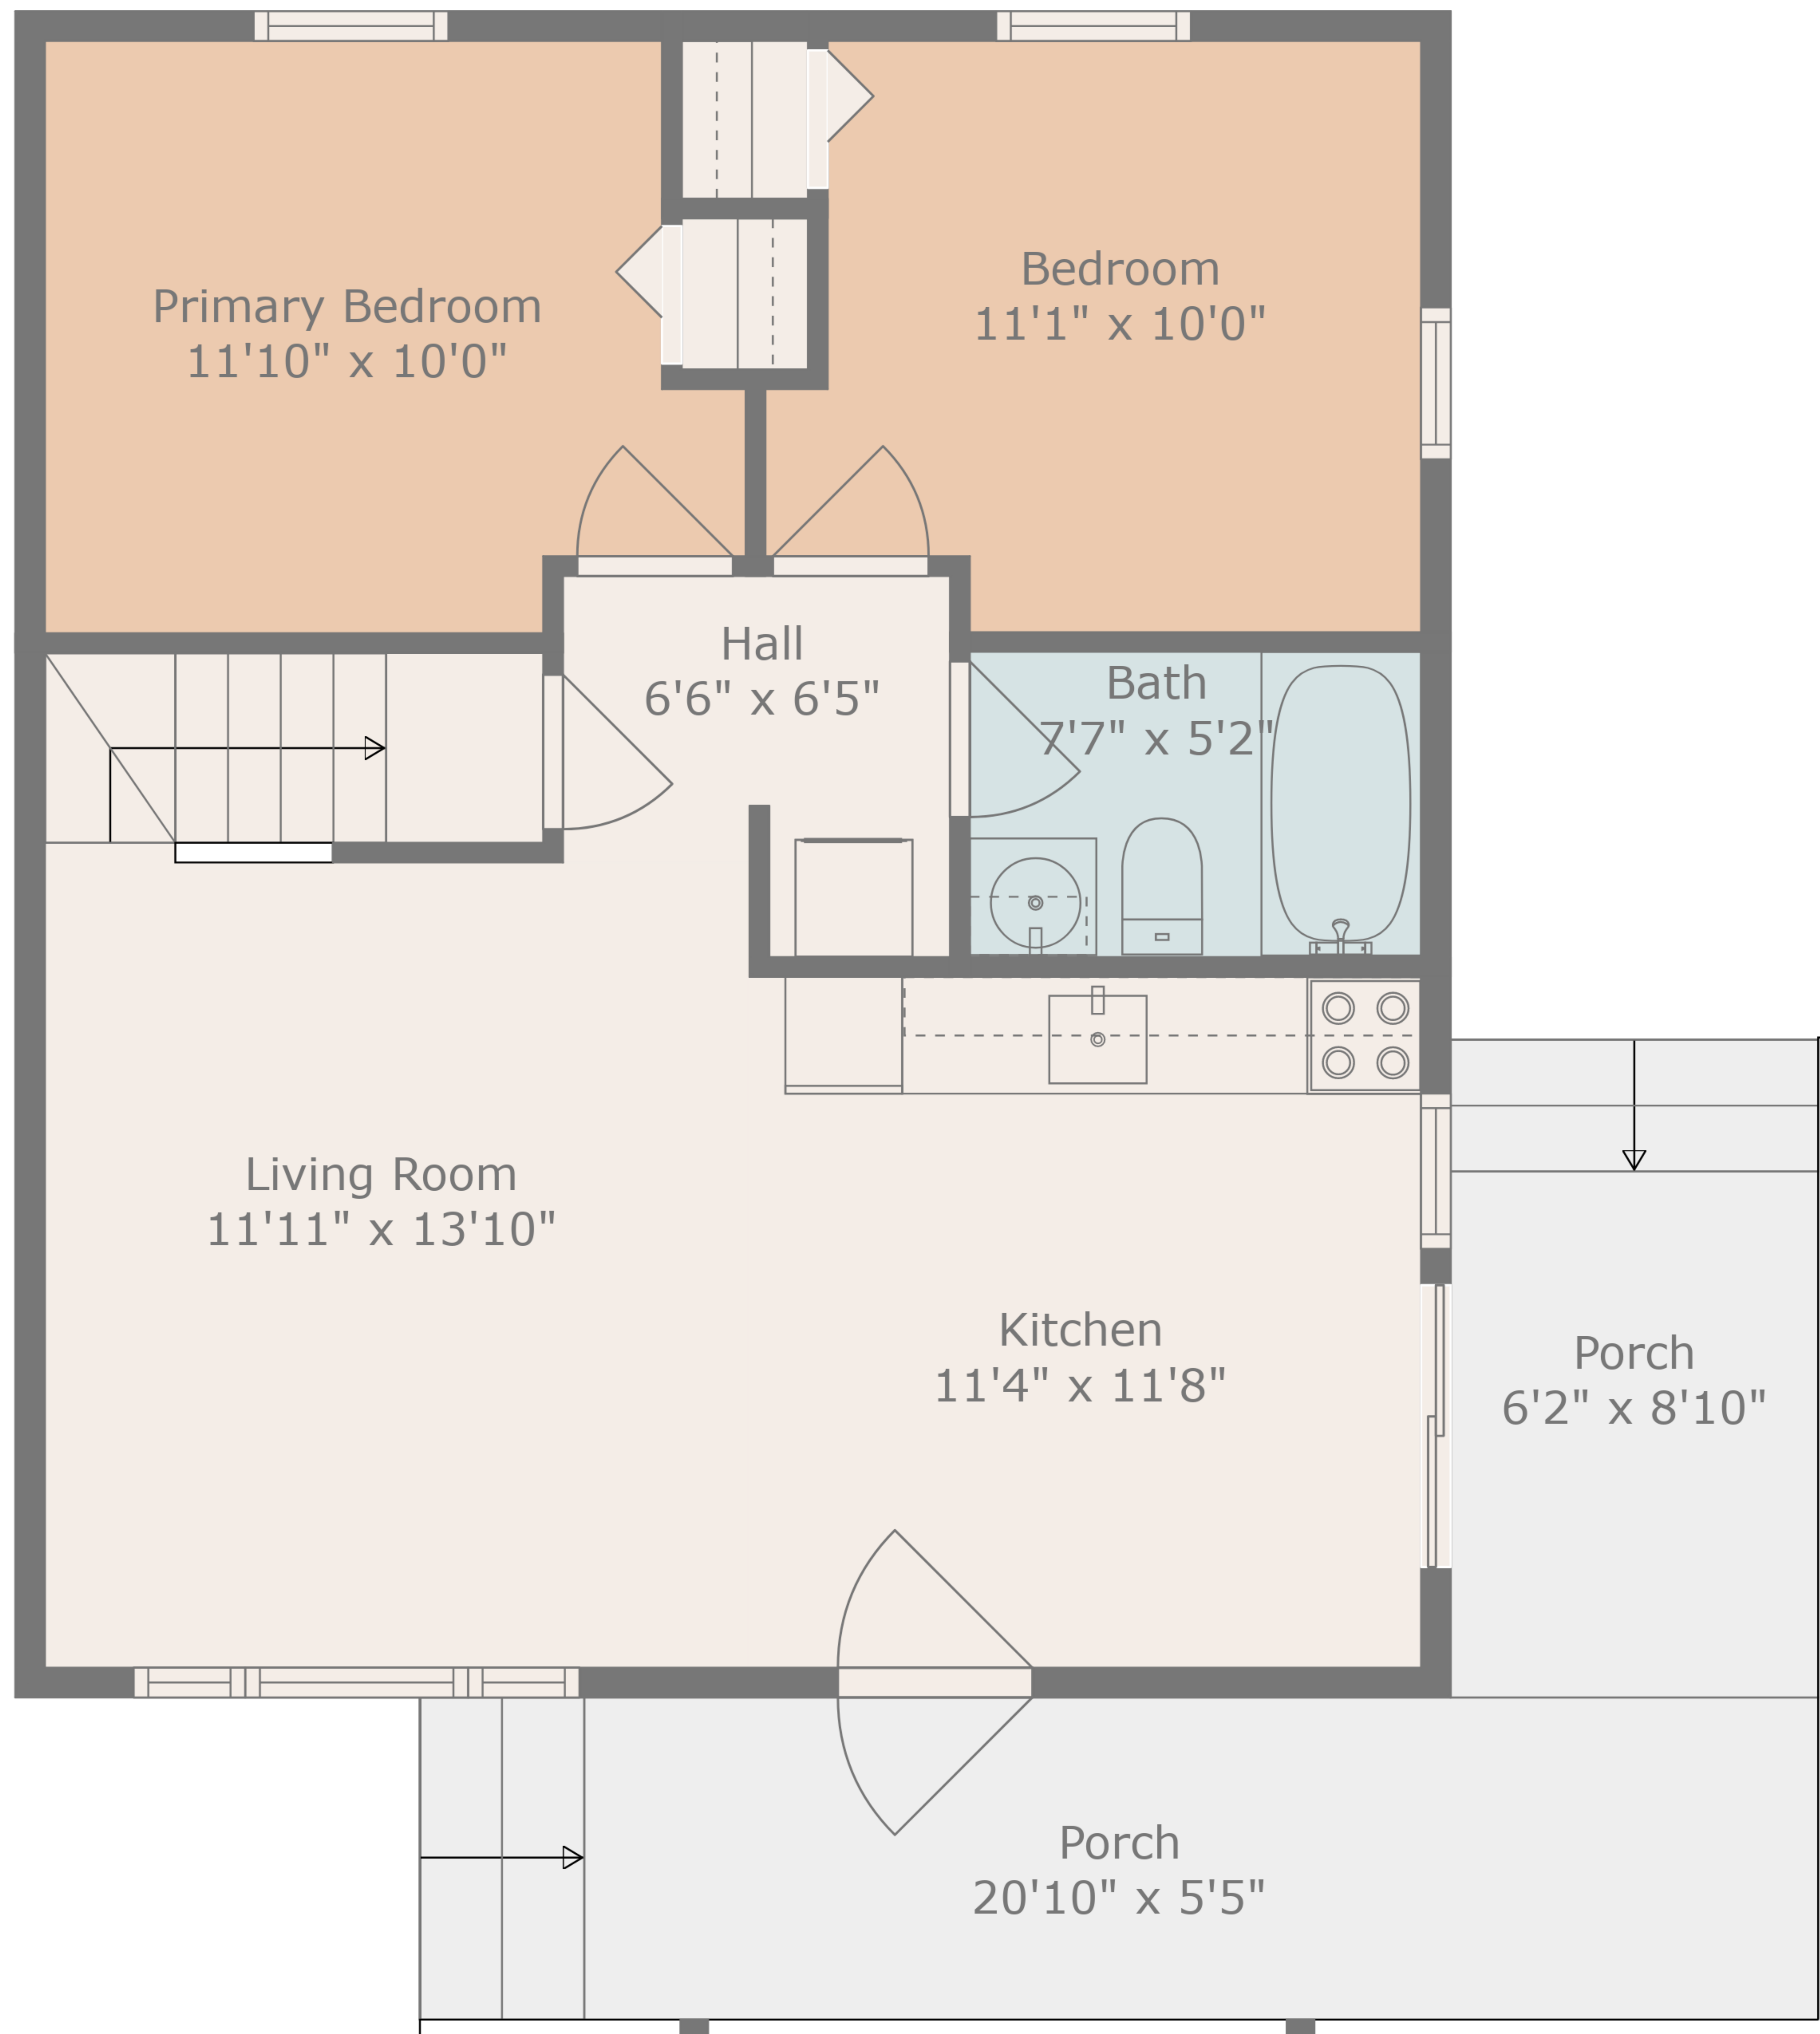 Primary Bedroom
11'10" x 10'0"
Bedroom
11'1" x 10'0"
Hall
6'6" x 6'5"
Bath
7'7" x 5'2"
Living Room
11'11" x 13'10"
Kitchen
11'4" x 11'8"
Porch
6'2" x 8'10"
Porch
20'10" x 5'5"